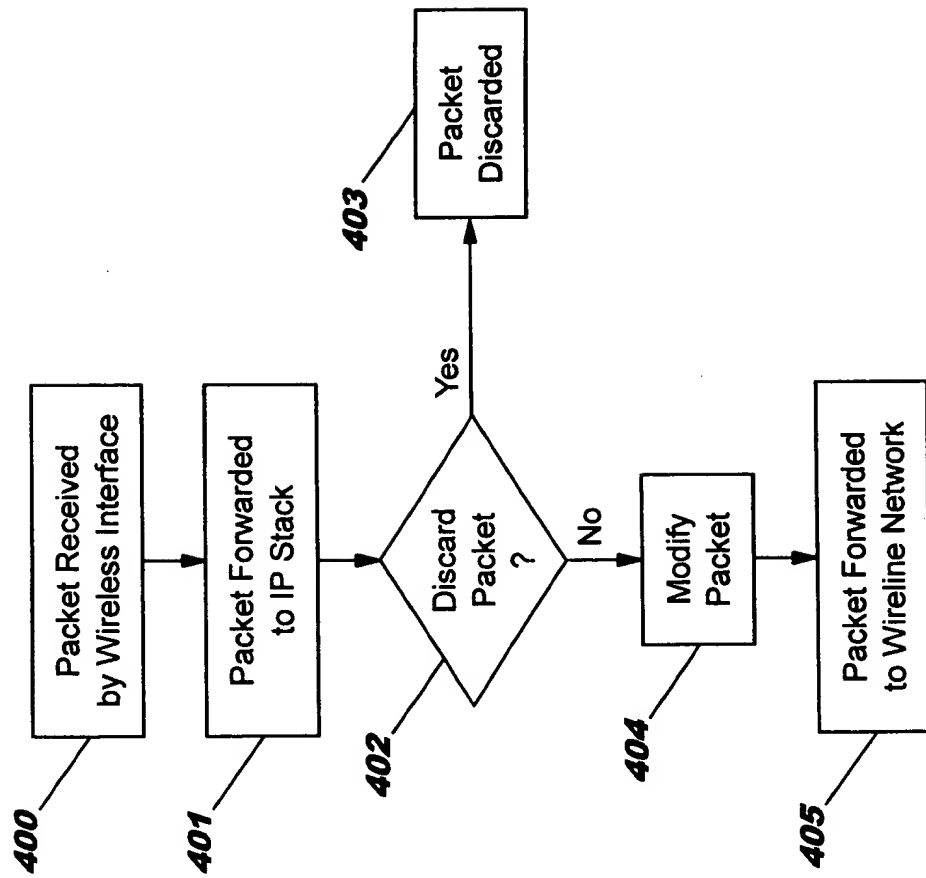 400
Packet Received
by Wireless Interface
401
Packet Forwarded
to IP Stack
402
Discard
Packet
?
Yes
403
Packet
Discarded
No
404
Modify
Packet
405
Packet Forwarded
to Wireline Network